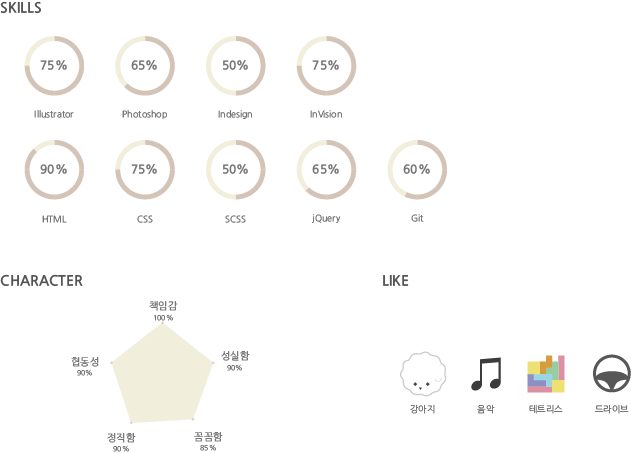 SKILLS
75%
65%
50%
75%
Illustrator
Photoshop
Indesign
InVision
90%
75%
50%
65%
60%
HTML
CSS
SCSS
jQuery
Git
CHARACTER
책임감
100%
협동성
90%
성실함
90%
정직함
90%
꼼꼼함
85%
LIKE
강아지
음악
테트리스
드라이브